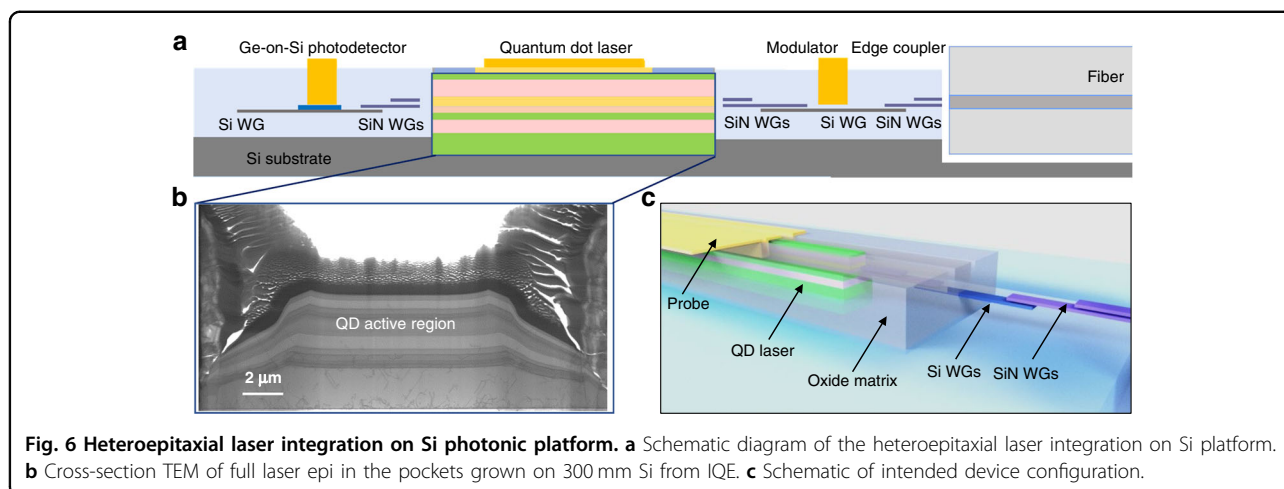 a
Ge-on-Si photodetector
Quantum dot laser
Modulator
Edge coupler
Fiber
Si WG
SiN WGs
SiN WGs
Si WG
SiN WGs
Si substrate
b
QD active region
2 μm
c
Probe
QD laser
Oxide matrix
Si WGs
SiN WGs
Fig. 6 Heteroepitaxial laser integration on Si photonic platform. a Schematic diagram of the heteroepitaxial laser integration on Si platform.
b Cross-section TEM of full laser epi in the pockets grown on 300 mm Si from IQE. c Schematic of intended device configuration.